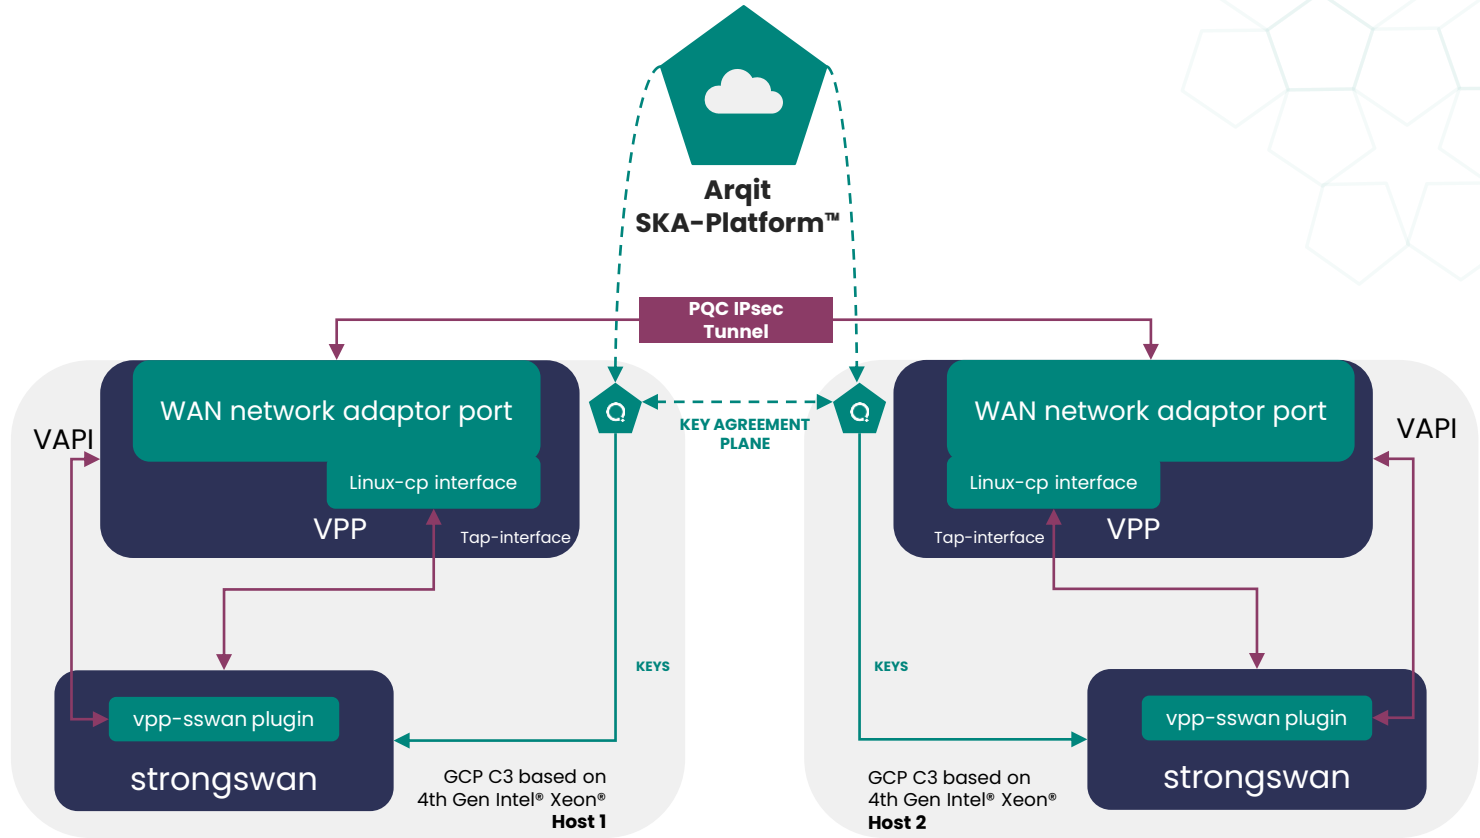 Arqit
SKA-Platform™
PQC IPsec
Tunnel
WAN network adaptor port
Linux-cp interface
VPP
Tap-interface
VAPI
KEY AGREEMENT
PLANE
WAN network adaptor port
Linux-cp interface
Tap-interface
VPP
VAPI
KEYS
vpp-sswan plugin
strongswan
GCP C3 based on
4th Gen Intel® Xeon®
Host 1
KEYS
vpp-sswan plugin
strongswan
GCP C3 based on
4th Gen Intel® Xeon®
Host 2